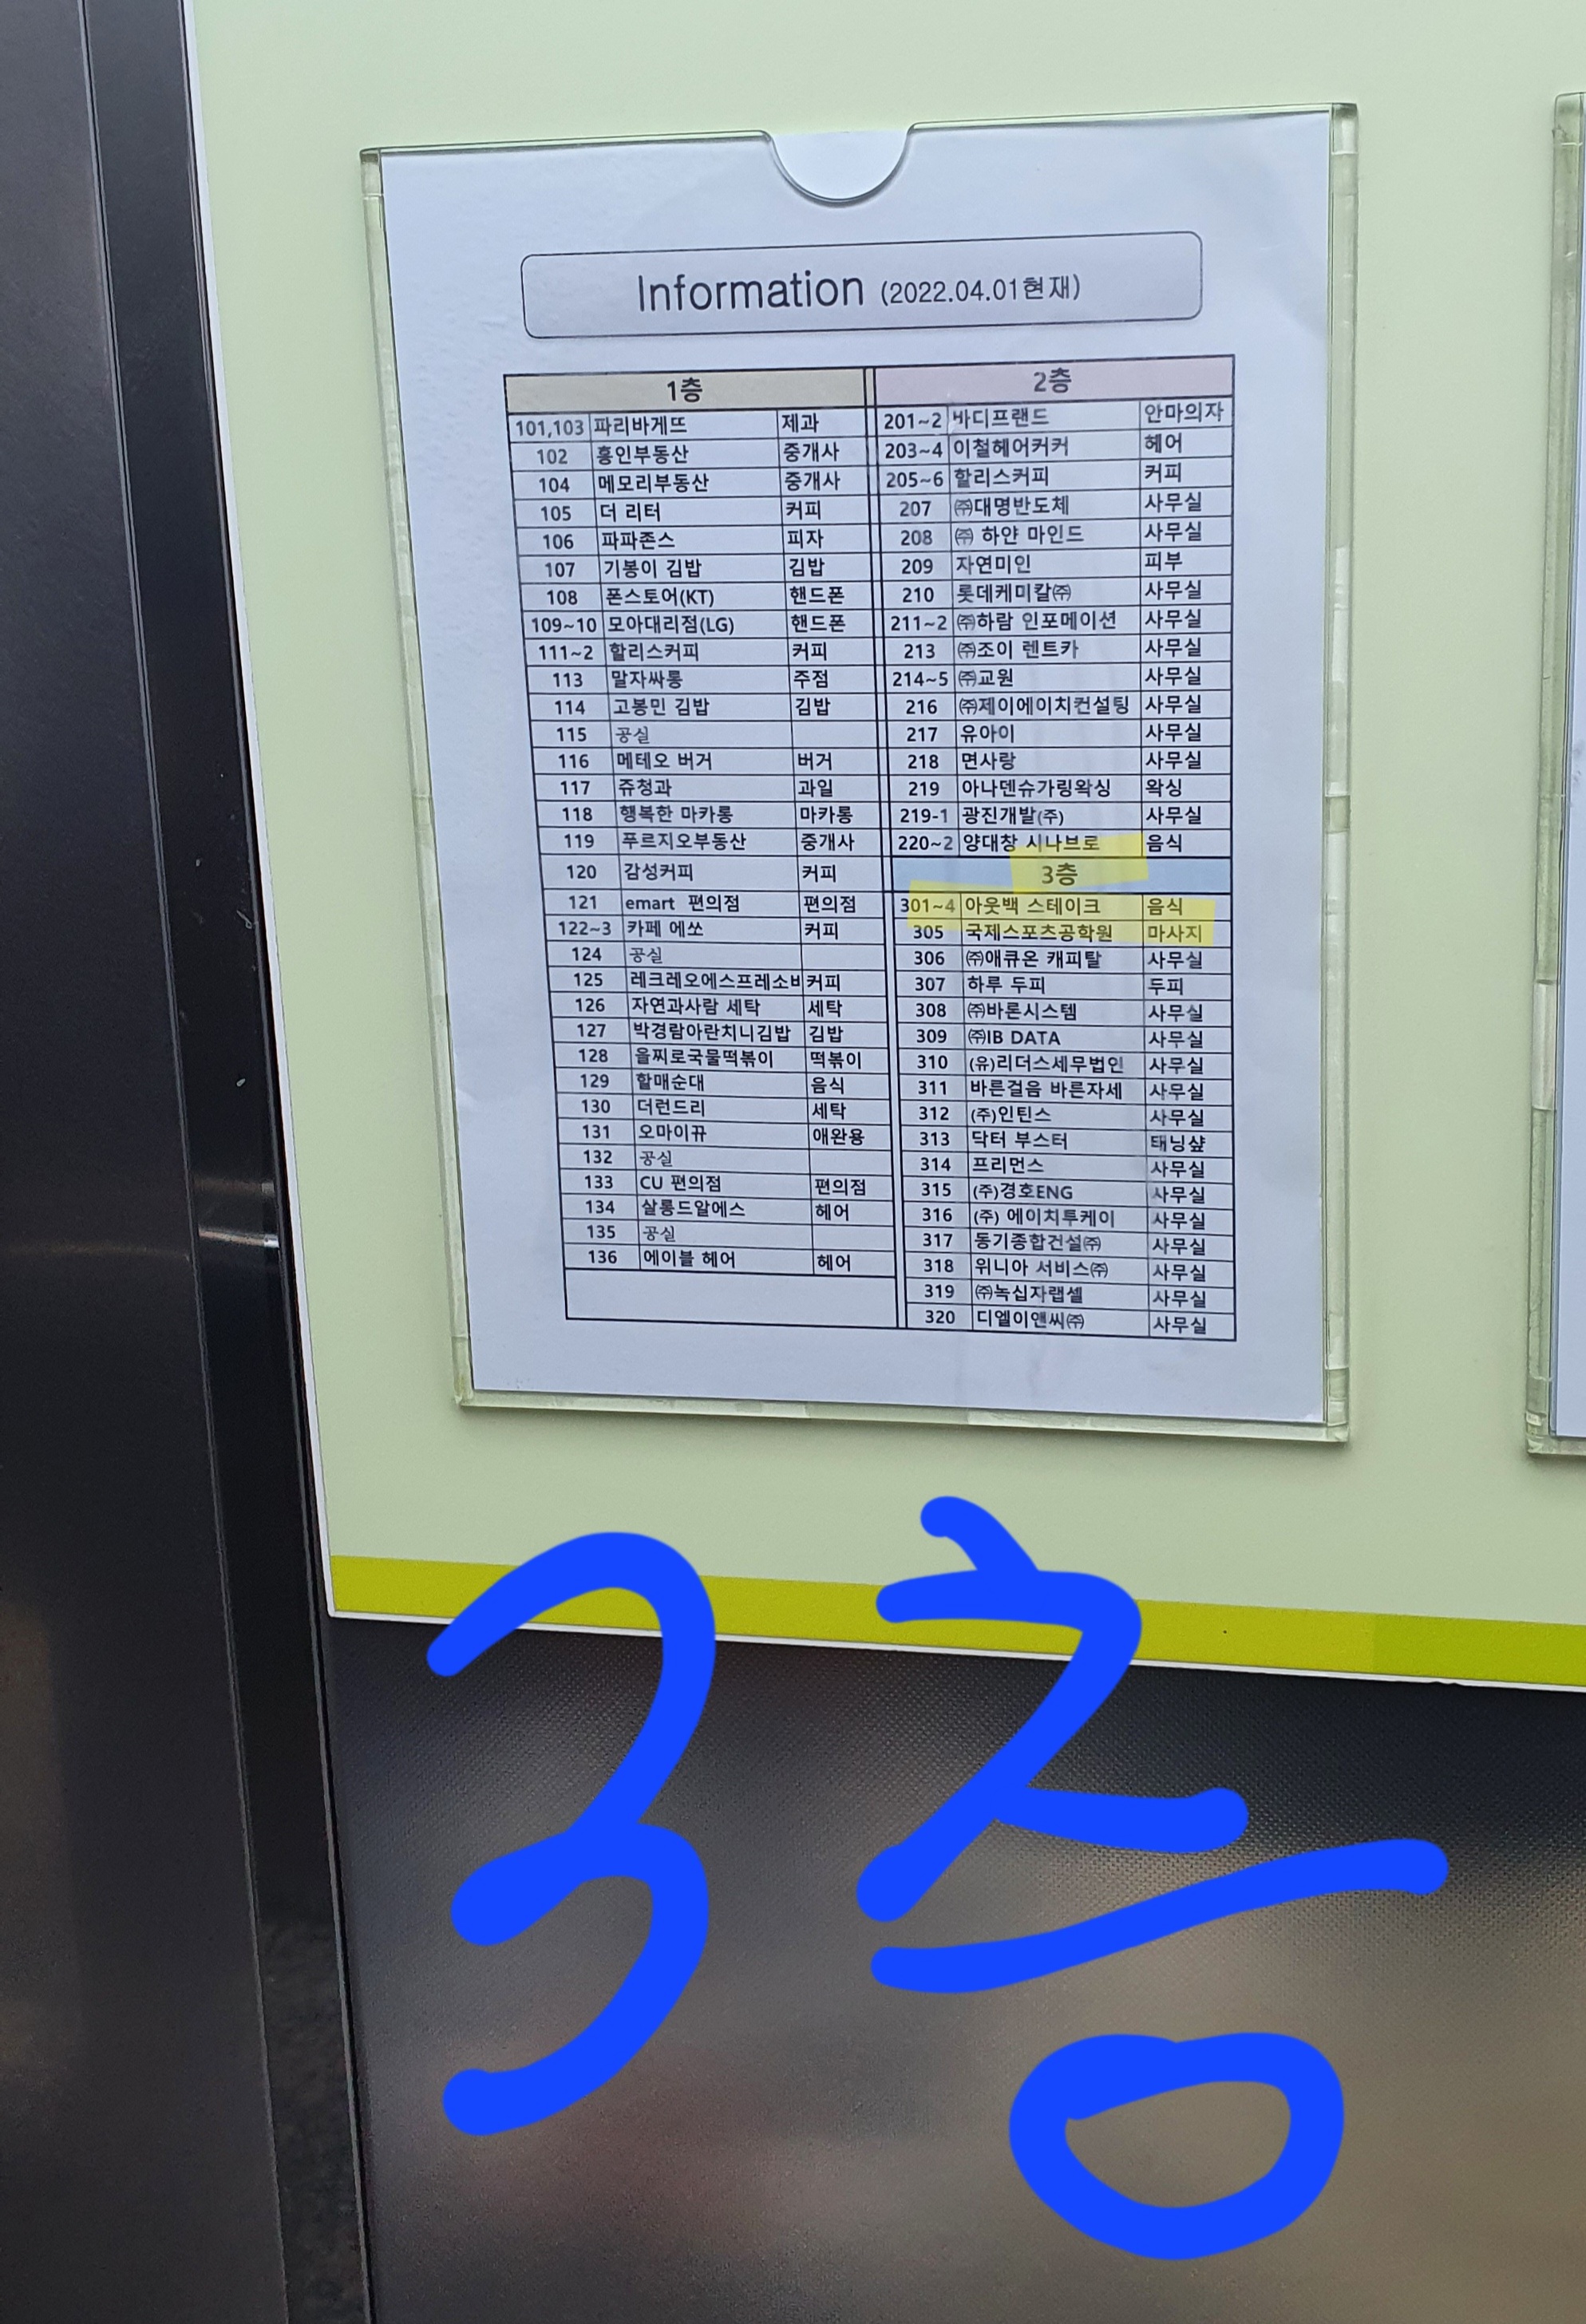 Information (2022.04.01현재)
1층
101,103 파리바게뜨 제과
102 흥인부동산 중개사
104 메모리부동산 중개사
105 더 리터 커피
106 파파존스 피자
107 기봉이 김밥 김밥
108 폰스토어(KT) 핸드폰
109~10 모아대리점(LG) 핸드폰
111~2 할리스커피 커피
113 말자싸롱 주점
114 고봉민 김밥 김밥
115 공실
116 메테오 버거 버거
117 쥬청과 과일
118 행복한 마카롱 마카롱
119 푸르지오부동산 중개사
120 감성커피 커피
121 emart 편의점 편의점
122~3 카페 에쏘 커피
124 공실
125 레크레오에스프레소바 커피
126 자연과사람 세탁 세탁
127 박경람아란치니김밥 김밥
128 을찌로국물떡볶이 떡볶이
129 할매순대 음식
130 더런드리 세탁
131 오마이뀨 애완용
132 공실
133 CU 편의점 편의점
134 살롱드알에스 헤어
135 공실
136 에이블 헤어 헤어
2층
201~2 바디프랜드 안마의자
203~4 이철헤어커커 헤어
205~6 할리스커피 커피
207 ㈜대명반도체 사무실
208 ㈜ 하얀 마인드 사무실
209 자연미인 피부
210 롯데케미칼㈜ 사무실
211~2 ㈜하람 인포메이션 사무실
213 ㈜조이 렌트카 사무실
214~5 ㈜교원 사무실
216 ㈜제이에이치컨설팅 사무실
217 유아이 사무실
218 면사랑 사무실
219 아나덴슈가링왁싱 왁싱
219-1 광진개발(주) 사무실
220~2 양대창 시나브로 음식
3층
301~4 아웃백 스테이크 음식
305 국제스포츠공학원 마사지
306 ㈜애큐온 캐피탈 사무실
307 하루 두피 두피
308 ㈜바론시스템 사무실
309 ㈜IB DATA 사무실
310 (유)리더스세무법인 사무실
311 바른걸음 바른자세 사무실
312 (주)인틴스 사무실
313 닥터 부스터 태닝샾
314 프리먼스 사무실
315 (주)경호ENG 사무실
316 (주) 에이치투케이 사무실
317 동기종합건설㈜ 사무실
318 위니아 서비스㈜ 사무실
319 ㈜녹십자랩셀 사무실
320 디엘이앤씨㈜ 사무실
3층